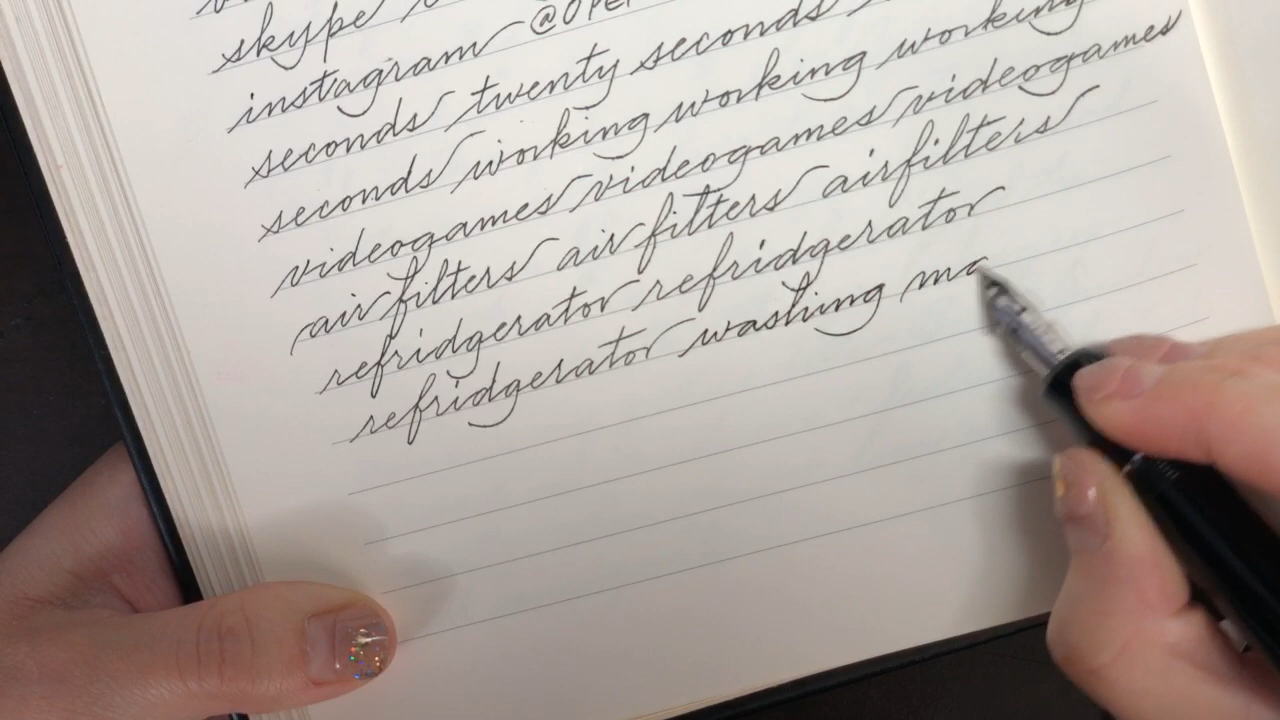 skype
instagram @ope
seconds twenty seconds
seconds working working working
videogames videogames videogames
air filters air filters airfilters
refridgerator refridgerator
refridgerator washing ma